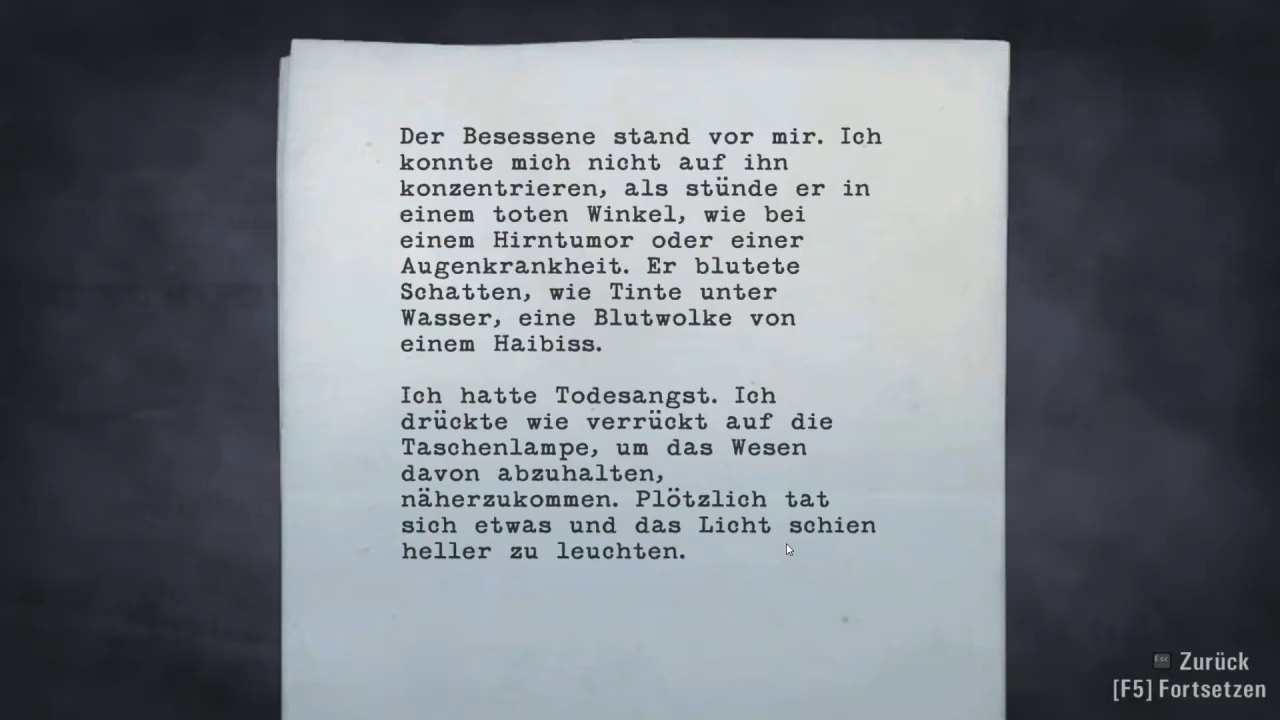 Der Besessene stand vor mir. Ich
konnte mich nicht auf ihn
konzentrieren, als stünde er in
einem toten Winkel, wie bei
einem Hirntumor oder einer
Augenkrankheit. Er blutete
Schatten, wie Tinte unter
Wasser, eine Blutwolke von
einem Haibiss.
Ich hatte Todesangst. Ich
drückte wie verrückt auf die
Taschenlampe, um das Wesen
davon abzuhalten,
näherzukommen. Plötzlich tat
sich etwas und das Licht schien
heller zu leuchten.
Esc Zurück
[F5] Fortsetzen